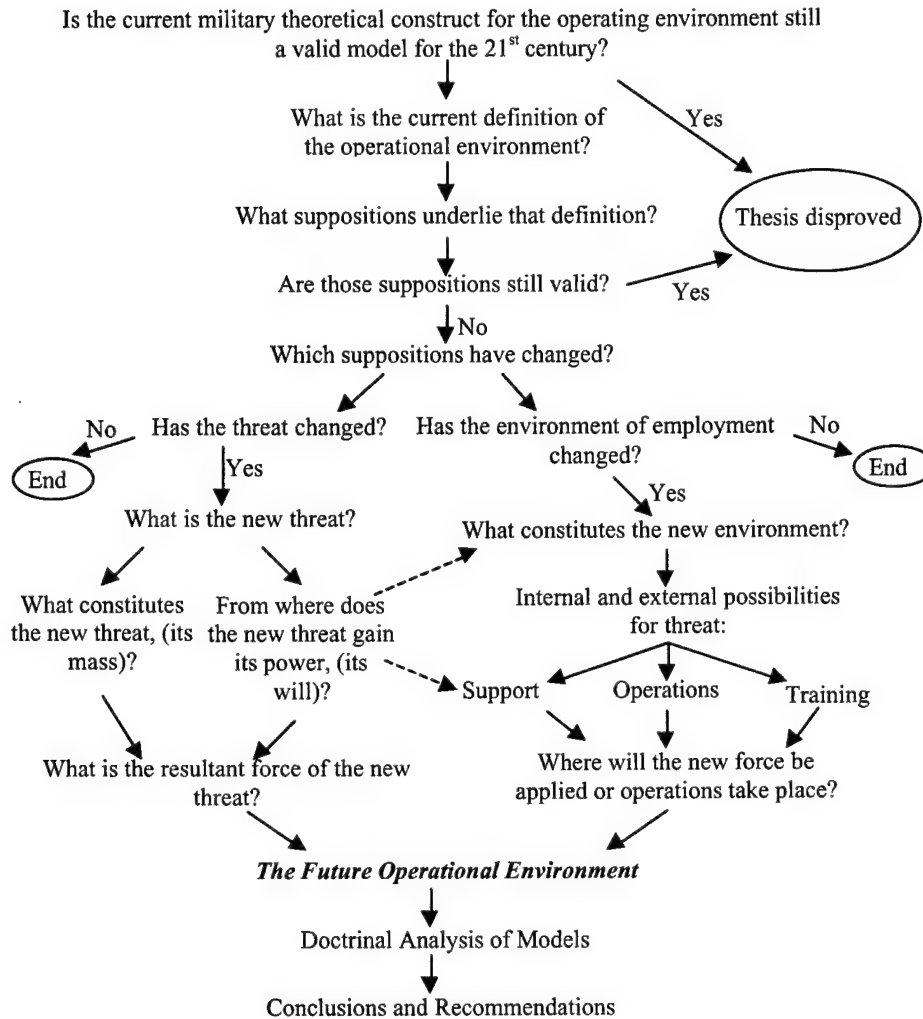 Is the current military theoretical construct for the operating environment still
a valid model for the 21st century?
Yes
What is the current definition of
the operational environment?
What suppositions underlie that definition?
Thesis disproved
Are those suppositions still valid?
Yes
No
Which suppositions have changed?
No
Has the threat changed?
Has the environment of employment
changed?
No
End
Yes
End
Yes
What is the new threat?
What constitutes the new environment?
What constitutes
the new threat, (its
mass)?
From where does
the new threat gain
its power, (its
will)?
Internal and external possibilities
for threat:
Support
Operations
Training
What is the resultant force of the new
threat?
Where will the new force be
applied or operations take place?
The Future Operational Environment
Doctrinal Analysis of Models
Conclusions and Recommendations